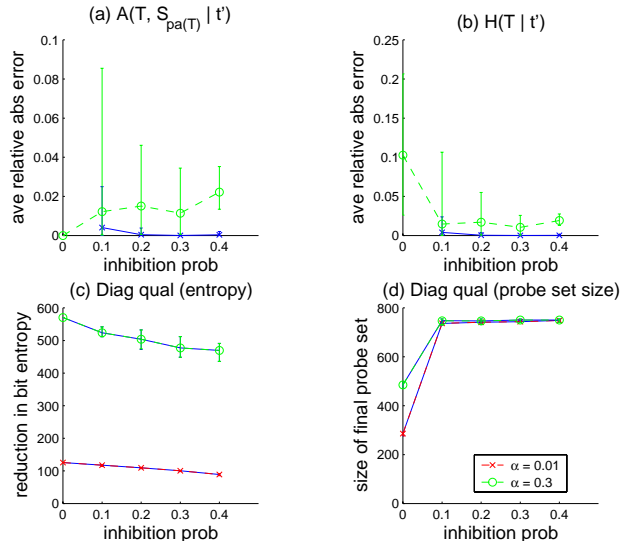 (a) A(T, S_pa(T) | t')
ave relative abs error
0.1
0.08
0.06
0.04
0.02
0
0 0.1 0.2 0.3 0.4
inhibition prob
(b) H(T | t')
ave relative abs error
0.25
0.2
0.15
0.1
0.05
0
0 0.1 0.2 0.3 0.4
inhibition prob
(c) Diag qual (entropy)
reduction in bit entropy
600
500
400
300
200
100
0
0 0.1 0.2 0.3 0.4
inhibition prob
(d) Diag qual (probe set size)
size of final probe set
800
600
400
200
0
0 0.1 0.2 0.3 0.4
inhibition prob
α = 0.01
α = 0.3